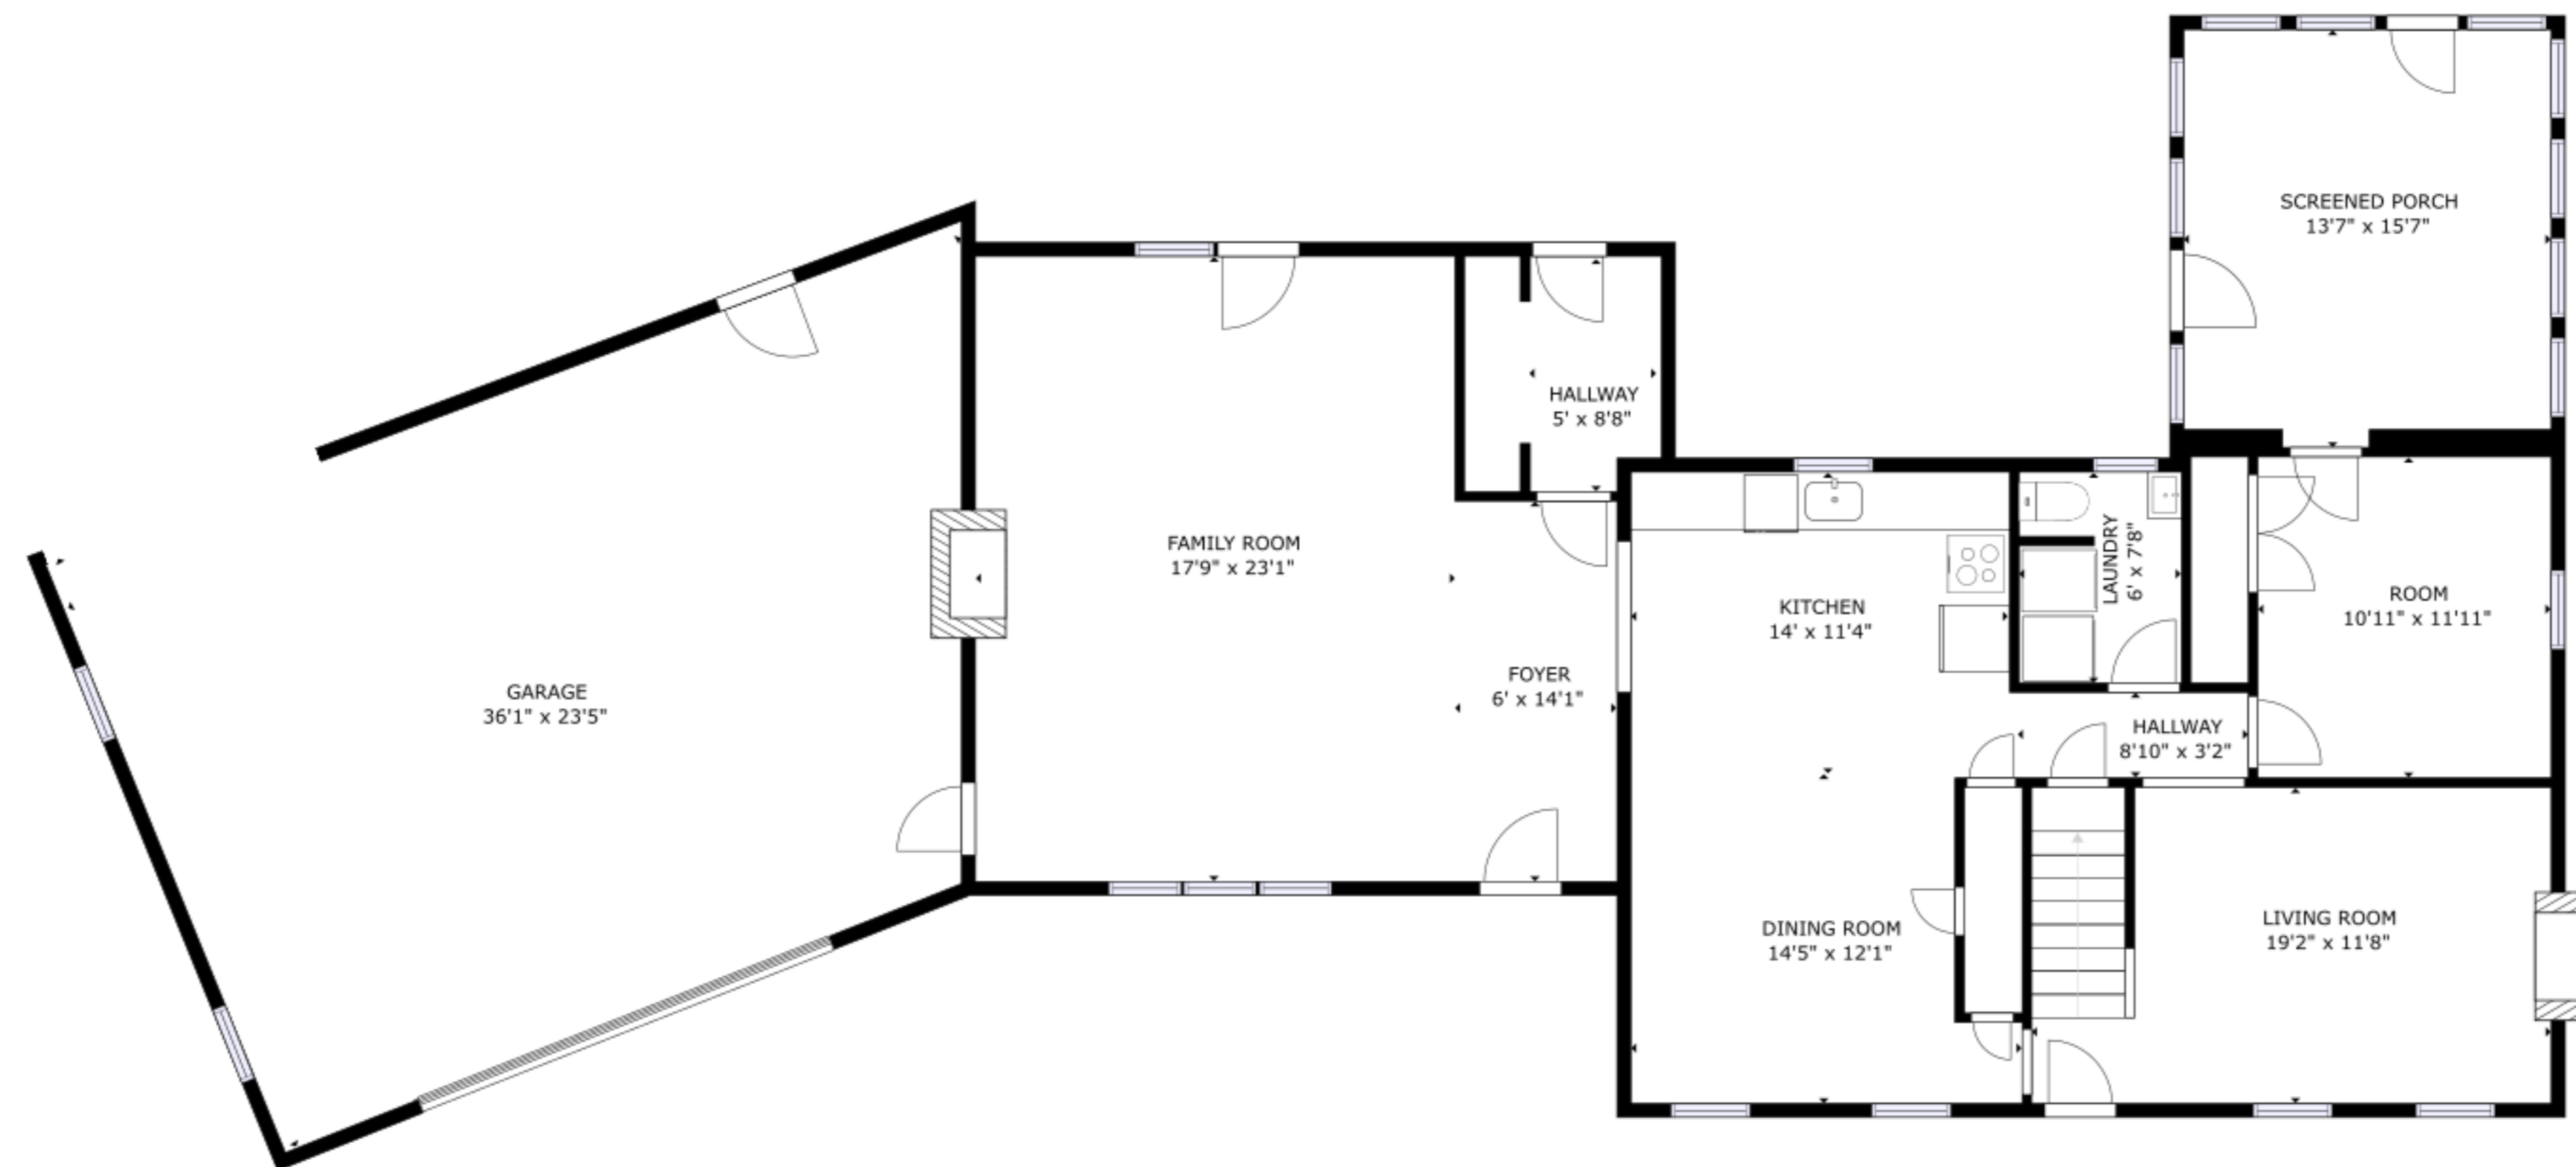 SCREENED PORCH
13'7" x 15'7"
HALLWAY
5' x 8'8"
FAMILY ROOM
17'9" x 23'1"
KITCHEN
14' x 11'4"
LAUNDRY
6' x 7'8"
ROOM
10'11" x 11'11"
GARAGE
36'1" x 23'5"
FOYER
6' x 14'1"
HALLWAY
8'10" x 3'2"
DINING ROOM
14'5" x 12'1"
LIVING ROOM
19'2" x 11'8"